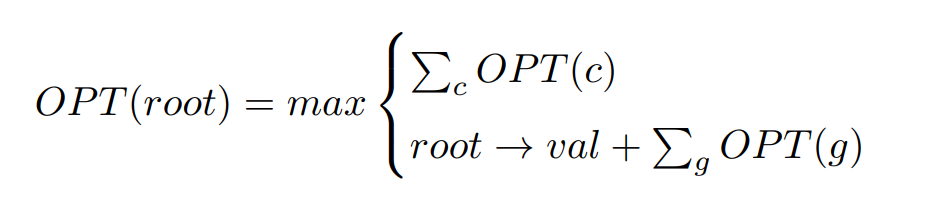 ∑_c OPT(c)
OPT(root) = max {
root → val + ∑_g OPT(g)